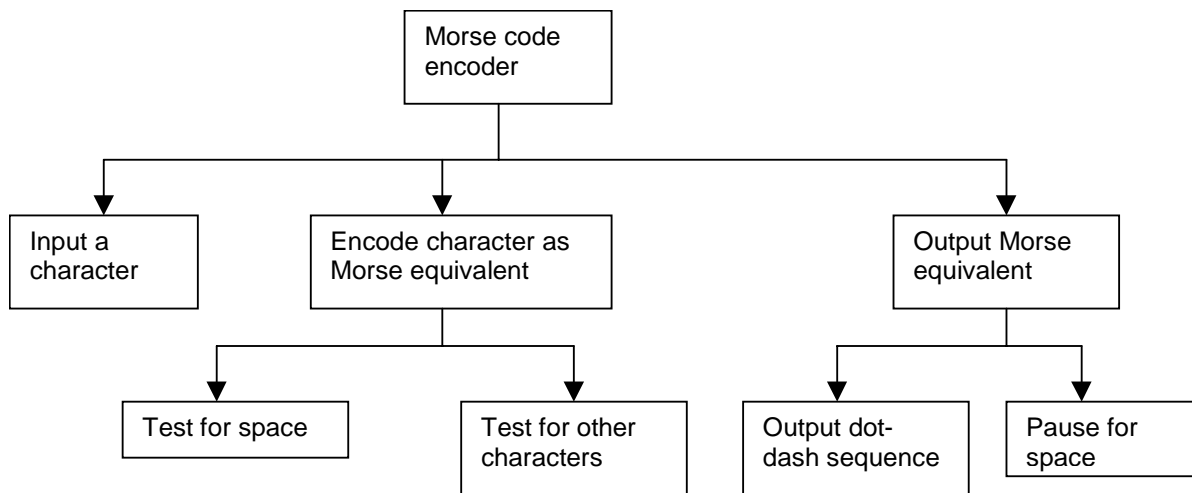 Morse code
encoder
Input a
character
Encode character as
Morse equivalent
Output Morse
equivalent
Test for space
Test for other
characters
Output dot-
dash sequence
Pause for
space